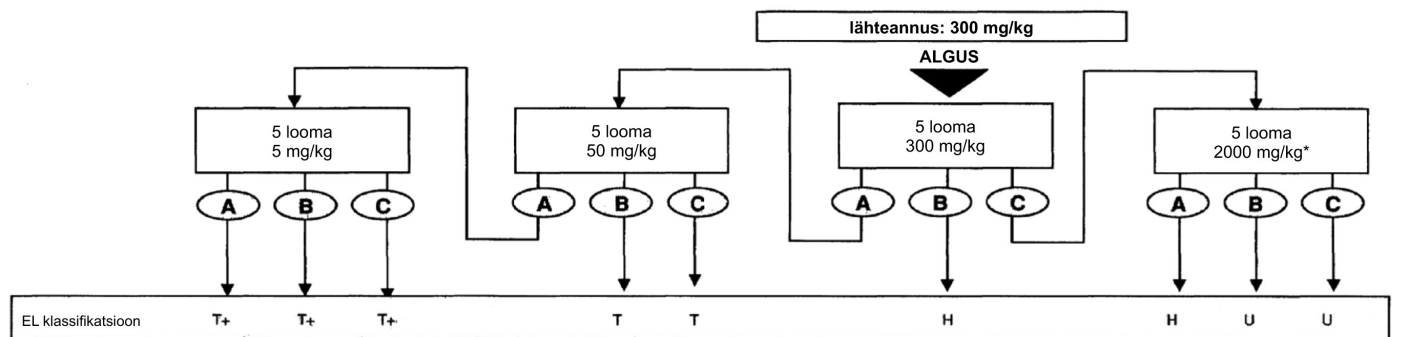 lähteannus: 300 mg/kg
ALGUS
5 looma
5 mg/kg
5 looma
50 mg/kg
5 looma
300 mg/kg
5 looma
2000 mg/kg*
A B C A B C A B C A B C
EL klassifikatsioon T+ T+ T+ T T H H U U